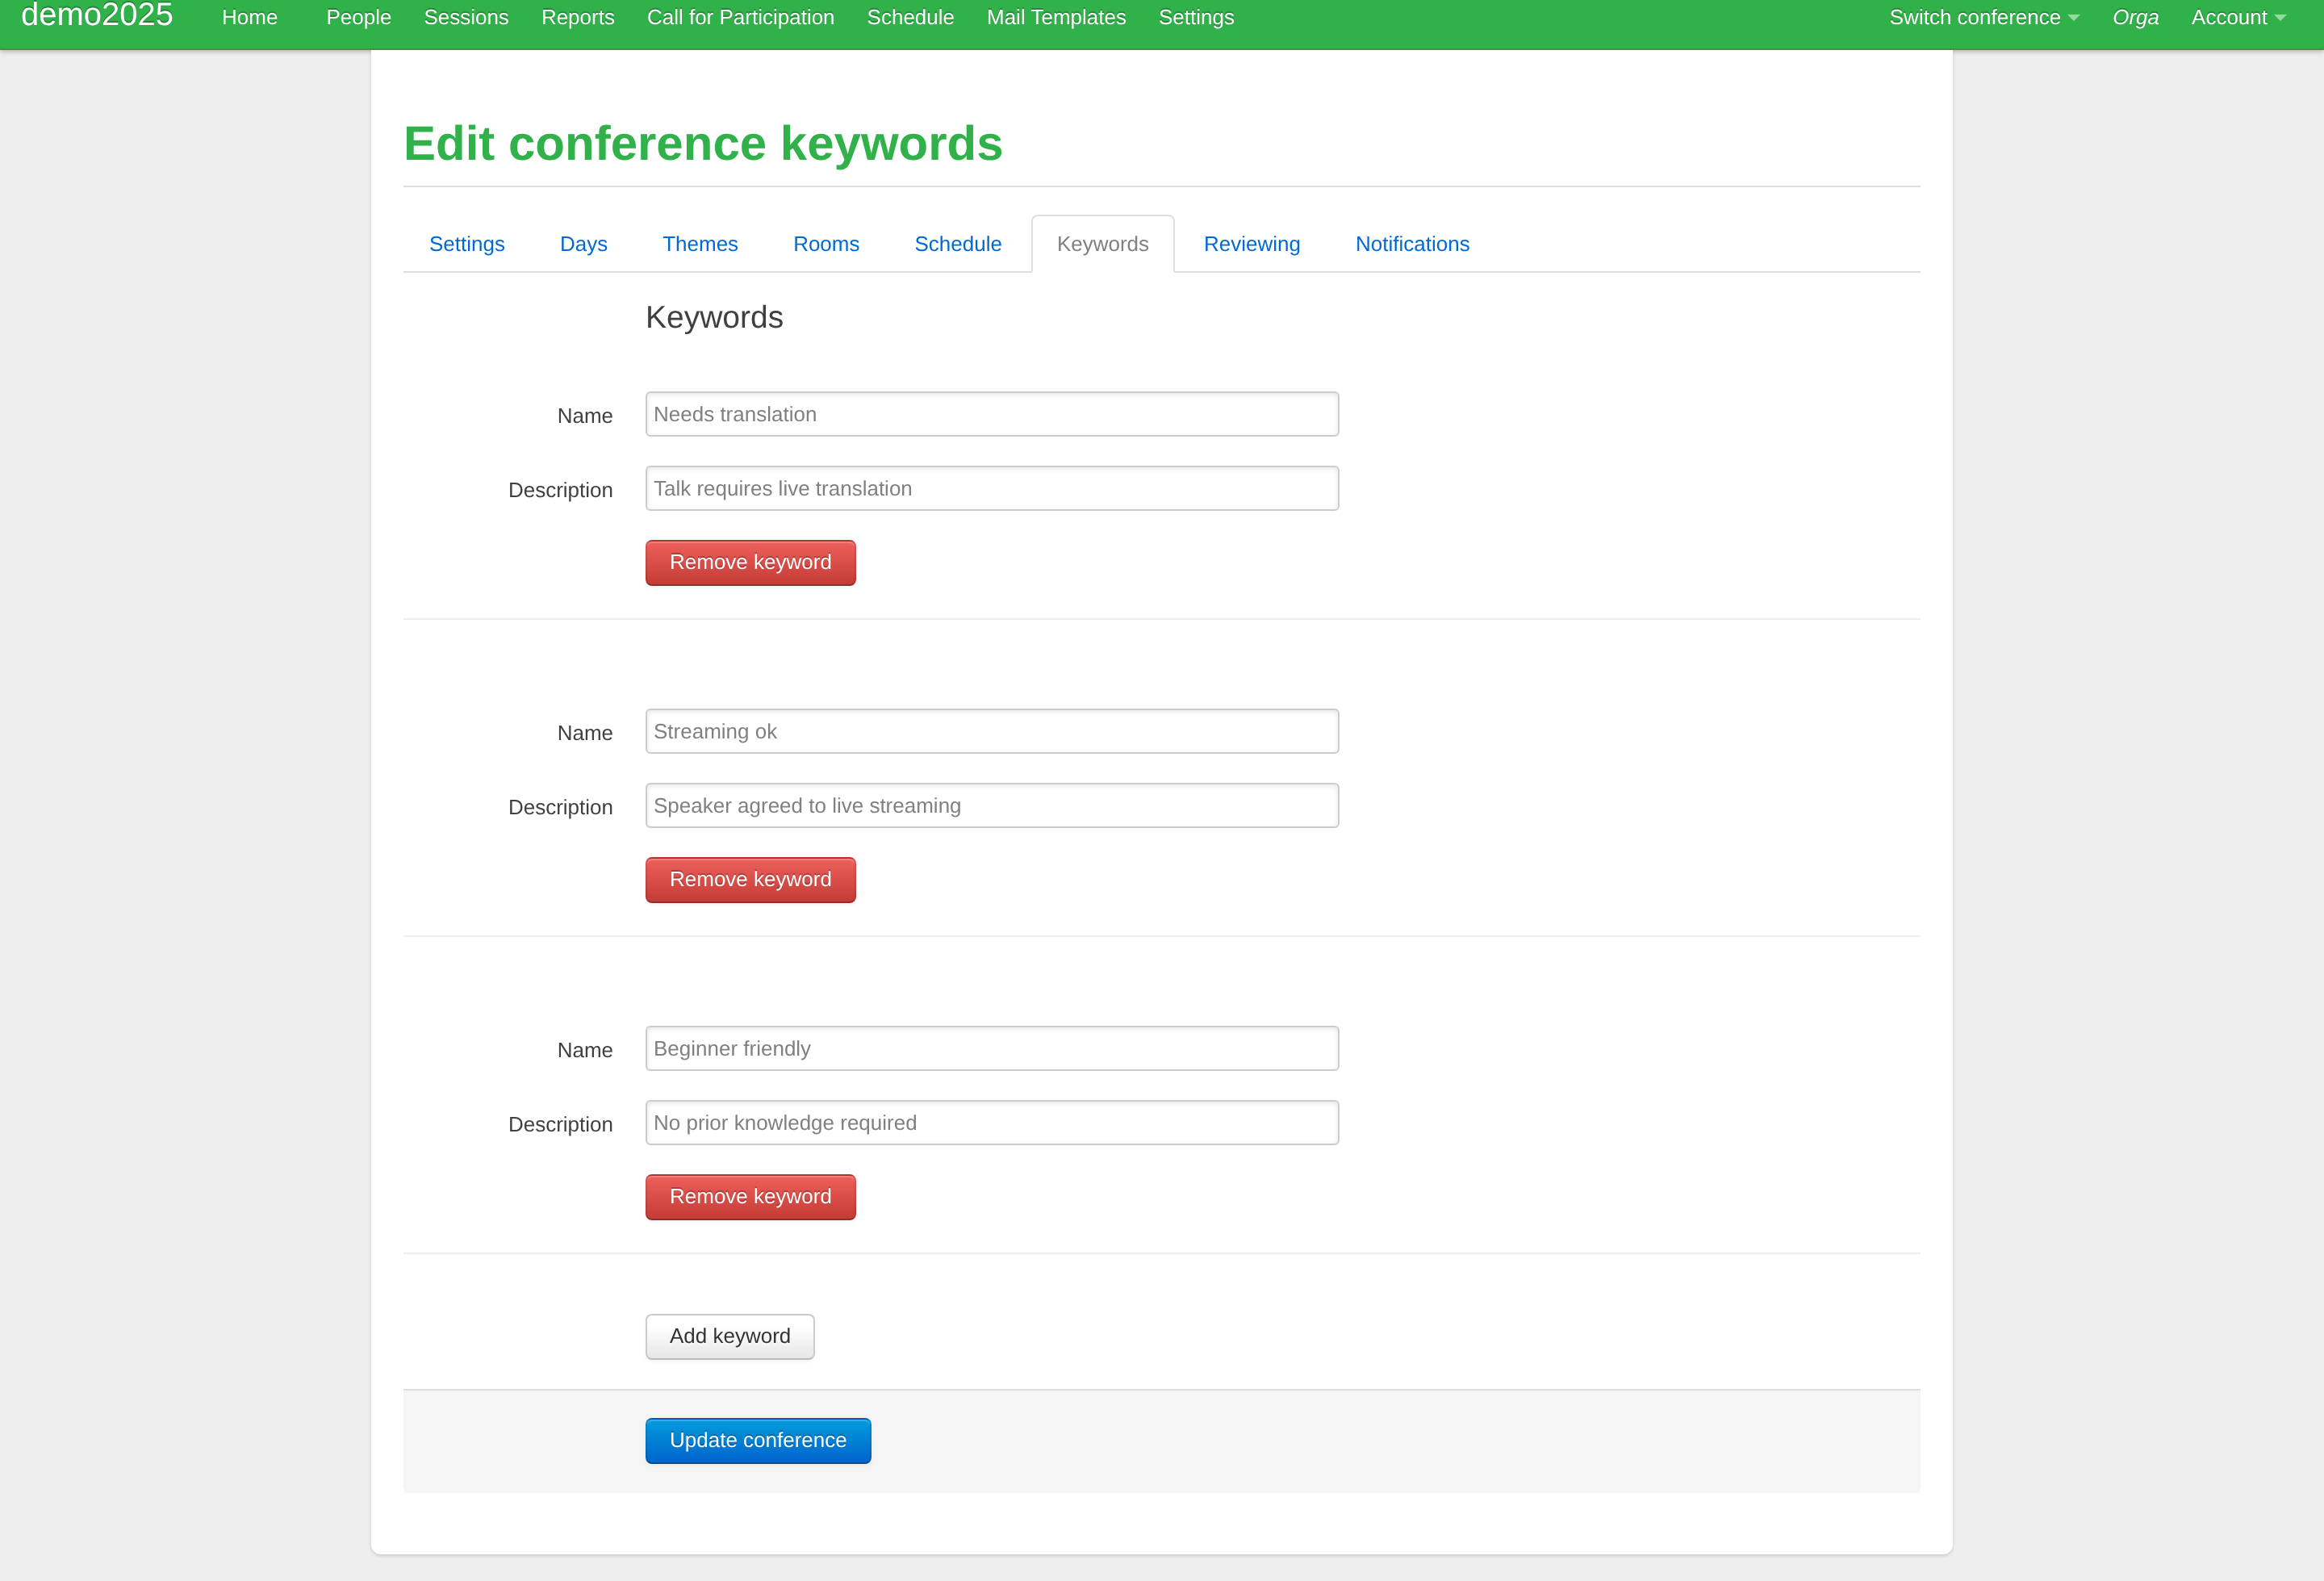 demo2025 Home People Sessions Reports Call for Participation Schedule Mail Templates Settings Switch conference Orga Account
Edit conference keywords
Settings Days Themes Rooms Schedule Keywords Reviewing Notifications
Keywords
Name Needs translation
Description Talk requires live translation
Remove keyword
Name Streaming ok
Description Speaker agreed to live streaming
Remove keyword
Name Beginner friendly
Description No prior knowledge required
Remove keyword
Add keyword
Update conference